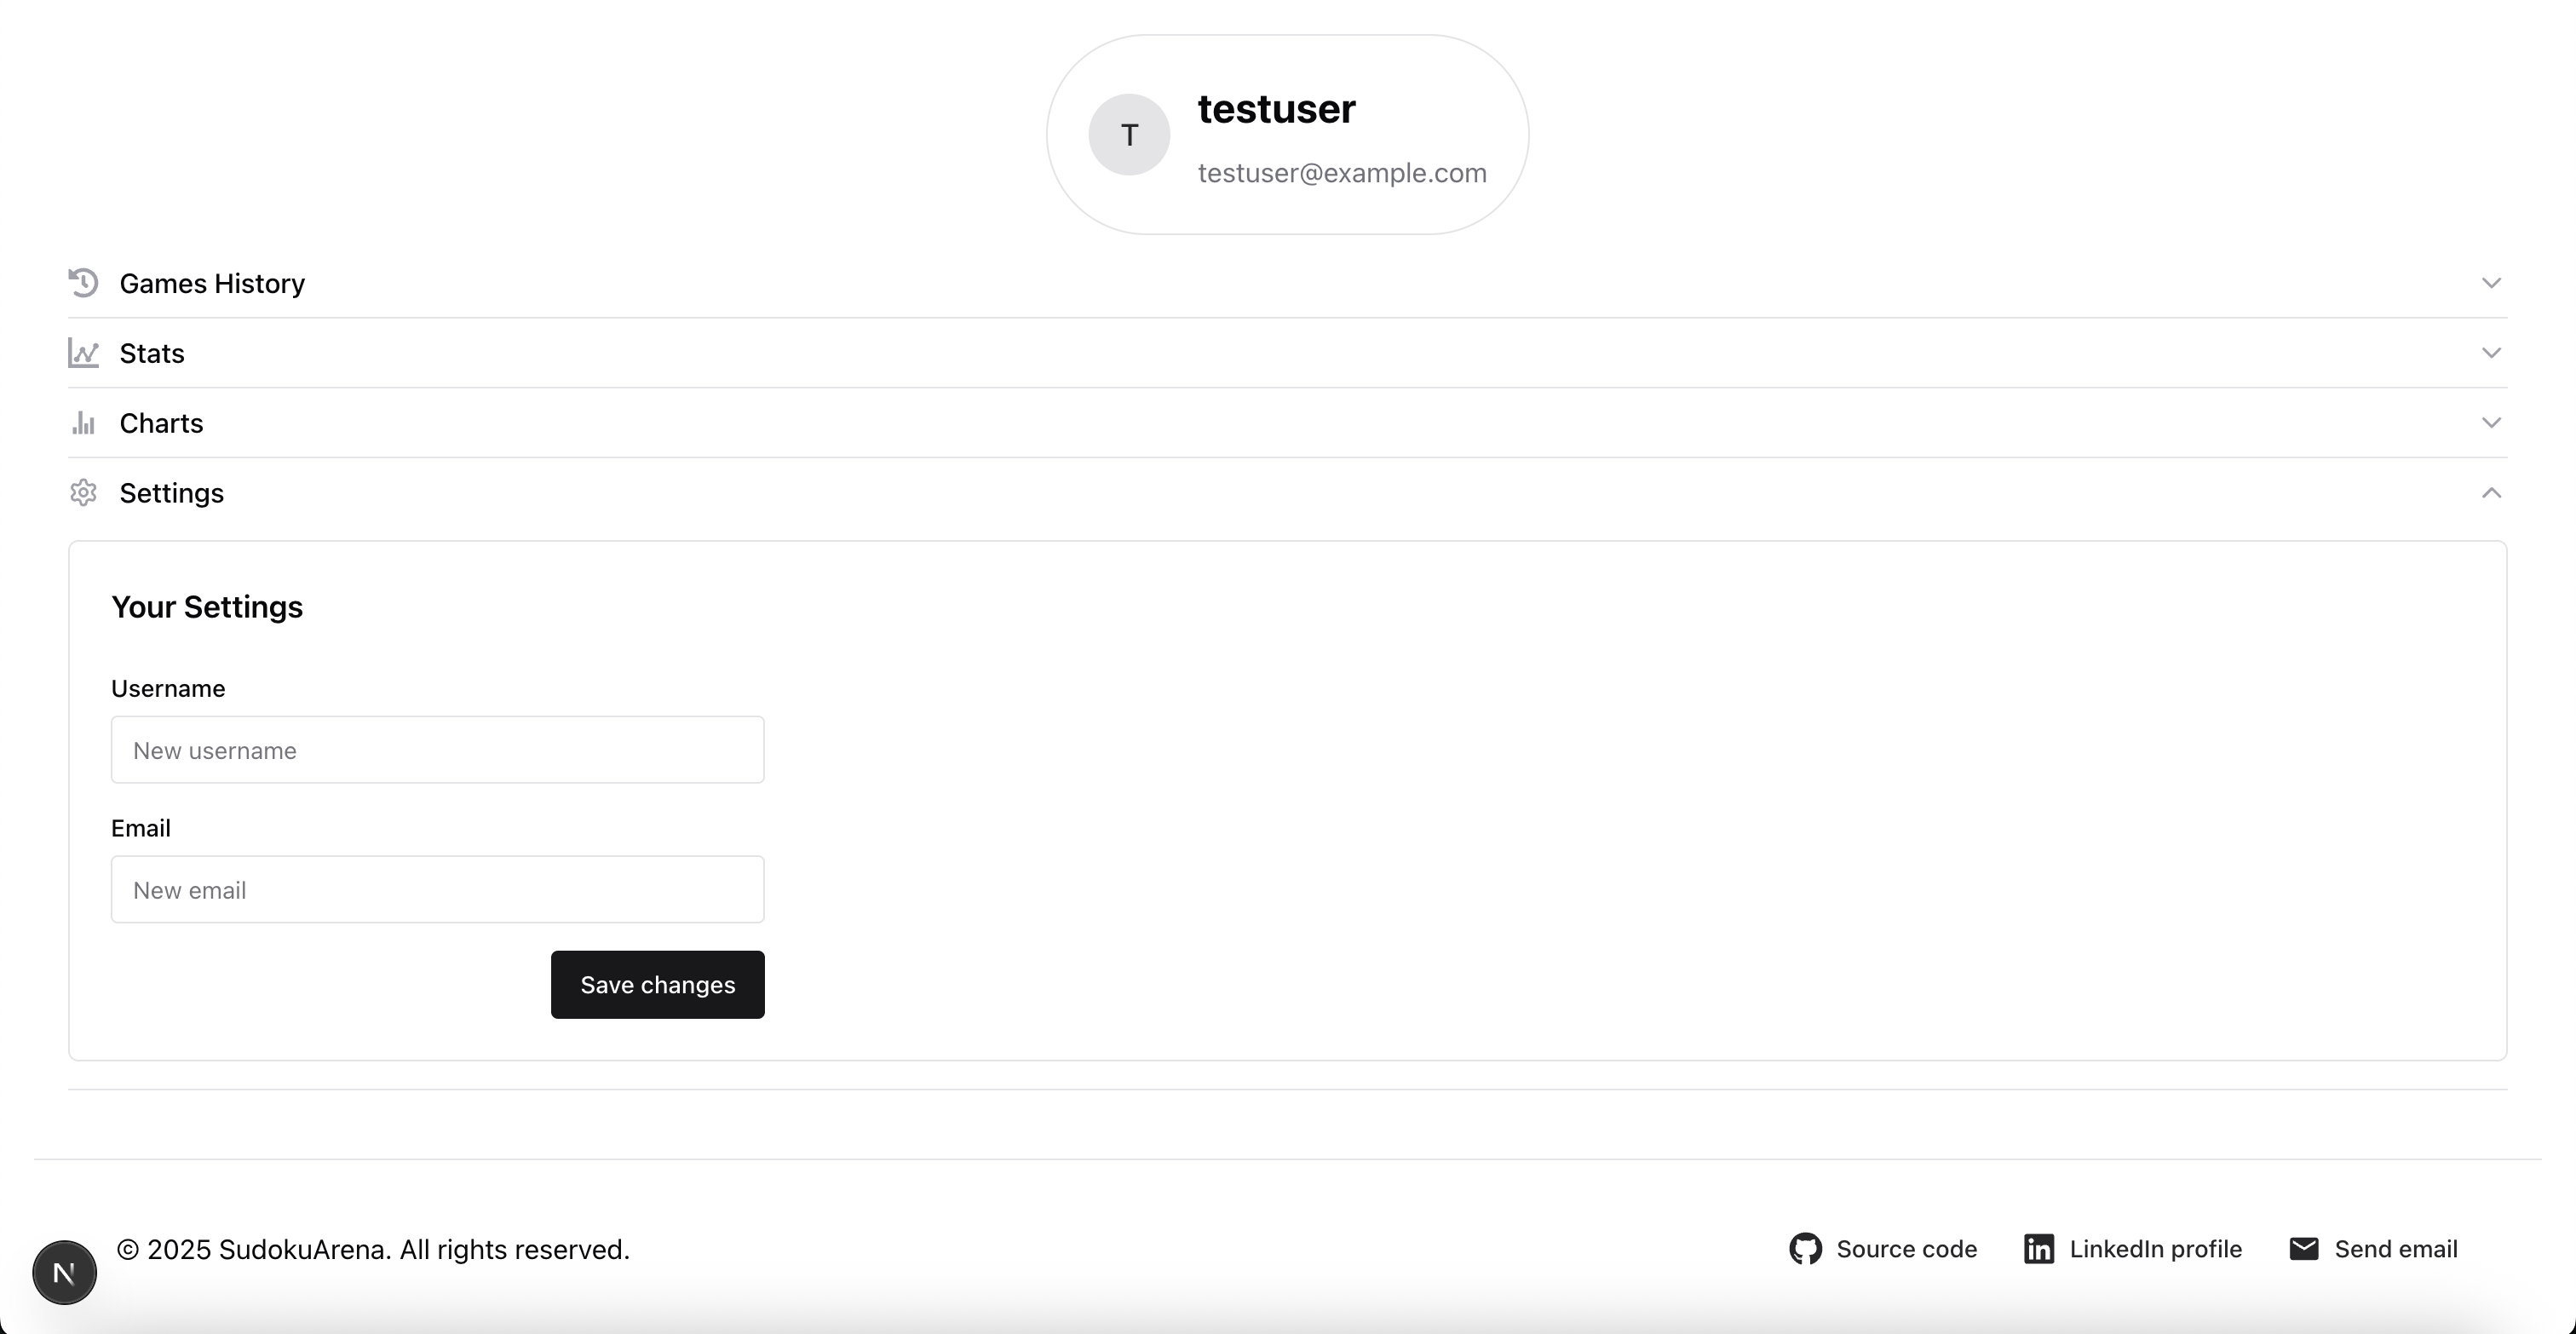 T
testuser
testuser@example.com
Games History
Stats
Charts
Settings
Your Settings
Username
New username
Email
New email
Save changes
N
© 2025 SudokuArena. All rights reserved.
Source code
in
LinkedIn profile
Send email